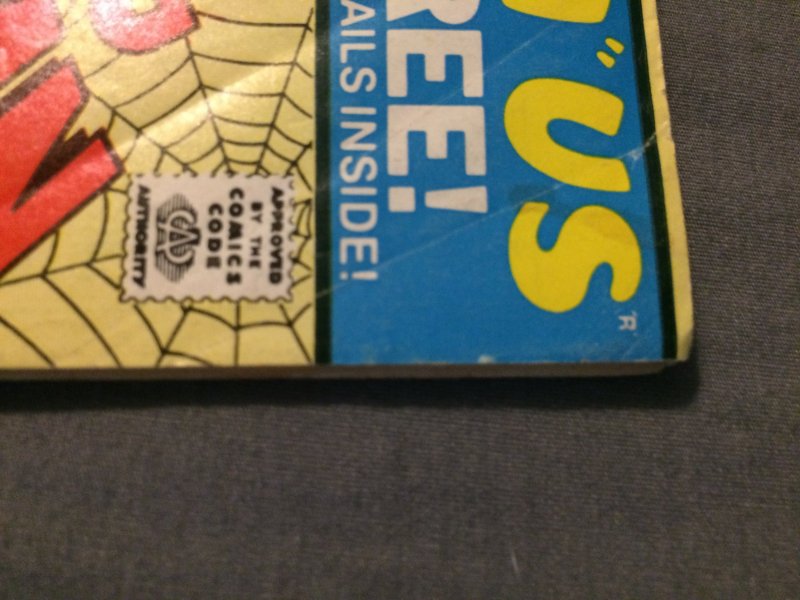 "US
R
REE!
AILS INSIDE!
APPROVED
BY THE
COMICS
CODE
CA
AUTHORITY